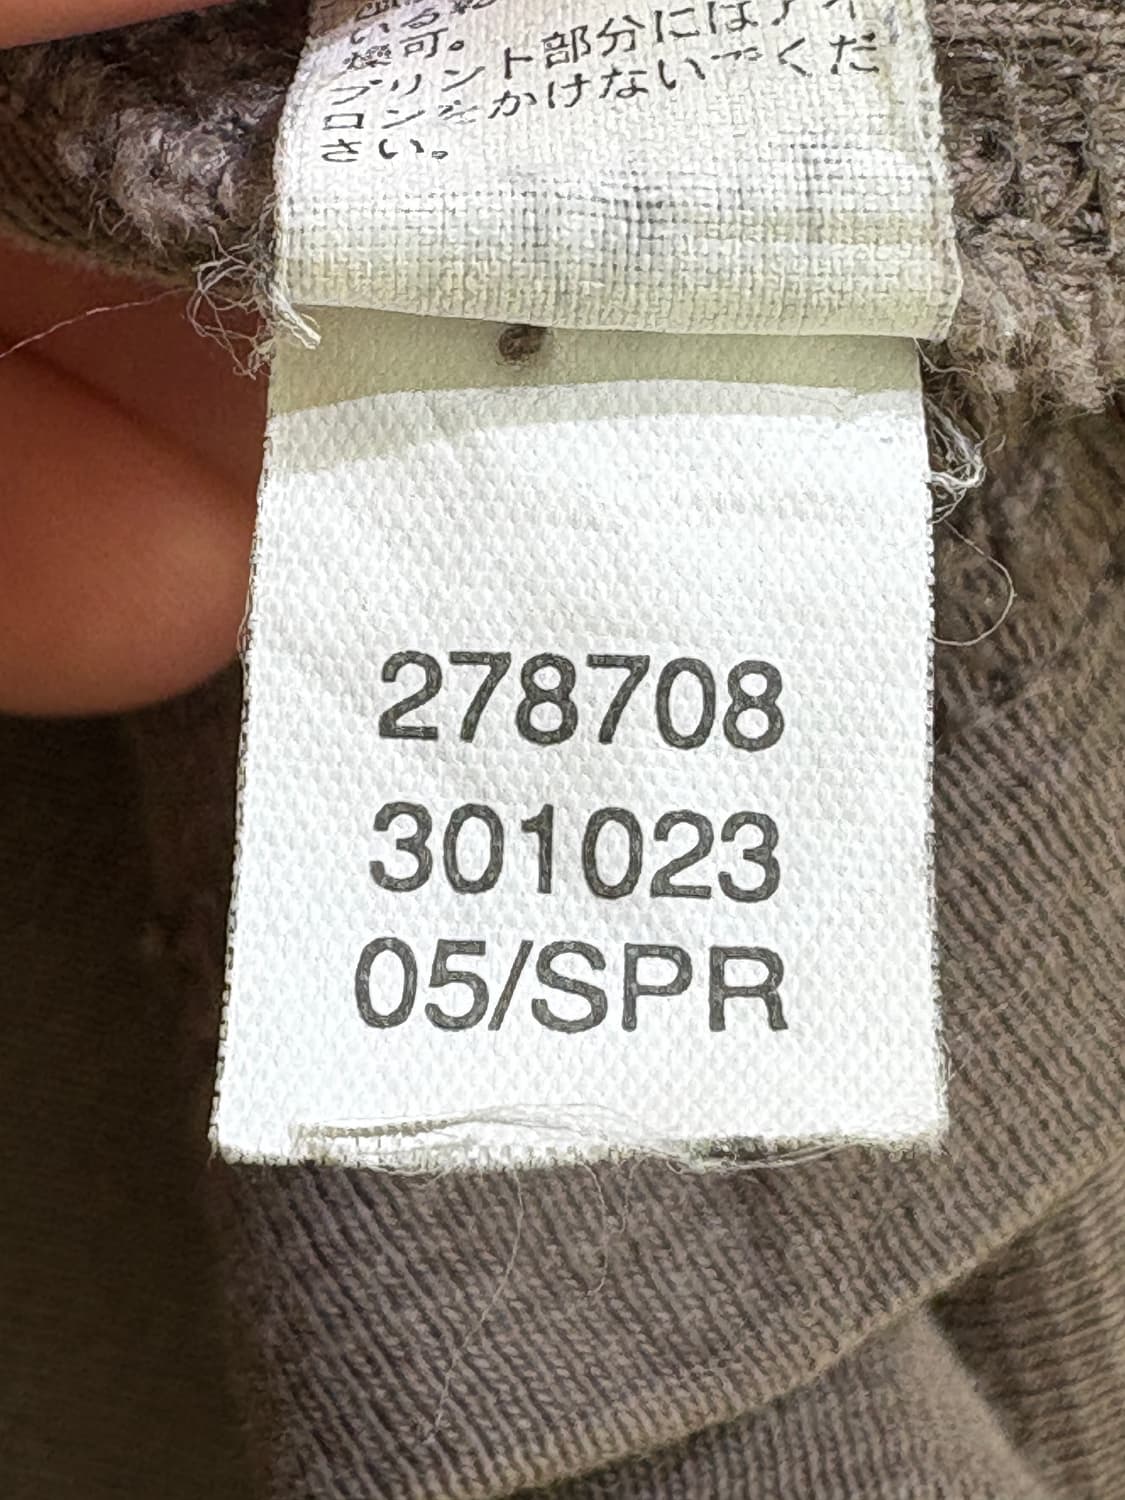 燥可。
プリント部分にはアイ
ロンをかけないでくだ
さい。
278708
301023
05/SPR